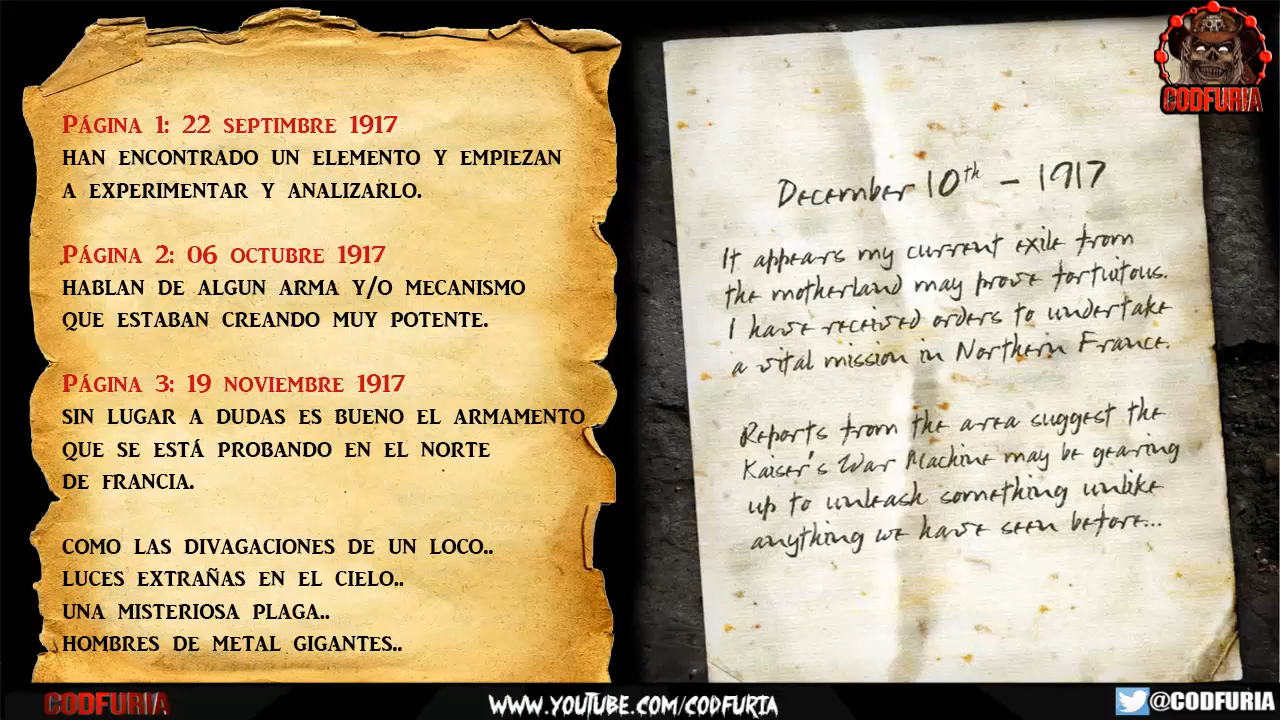 PÁGINA 1: 22 SEPTIMBRE 1917
HAN ENCONTRADO UN ELEMENTO Y EMPIEZAN
A EXPERIMENTAR Y ANALIZARLO.
PÁGINA 2: 06 OCTUBRE 1917
HABLAN DE ALGUN ARMA Y/O MECANISMO
QUE ESTABAN CREANDO MUY POTENTE.
PÁGINA 3: 19 NOVIEMBRE 1917
SIN LUGAR A DUDAS ES BUENO EL ARMAMENTO
QUE SE ESTÁ PROBANDO EN EL NORTE
DE FRANCIA.
COMO LAS DIVAGACIONES DE UN LOCO..
LUCES EXTRAÑAS EN EL CIELO..
UNA MISTERIOSA PLAGA..
HOMBRES DE METAL GIGANTES..
CODFURIA
December 10th - 1917
It appears my current exile from
the motherland may prove fortuitous.
I have received orders to undertake
a vital mission in Northern France.
Reports from the area suggest the
Kaiser's War Machine may be gearing
up to unleash something unlike
anything we have seen before...
CODFURIA
WWW.YOUTUBE.COM/CODFURIA
@CODFURIA